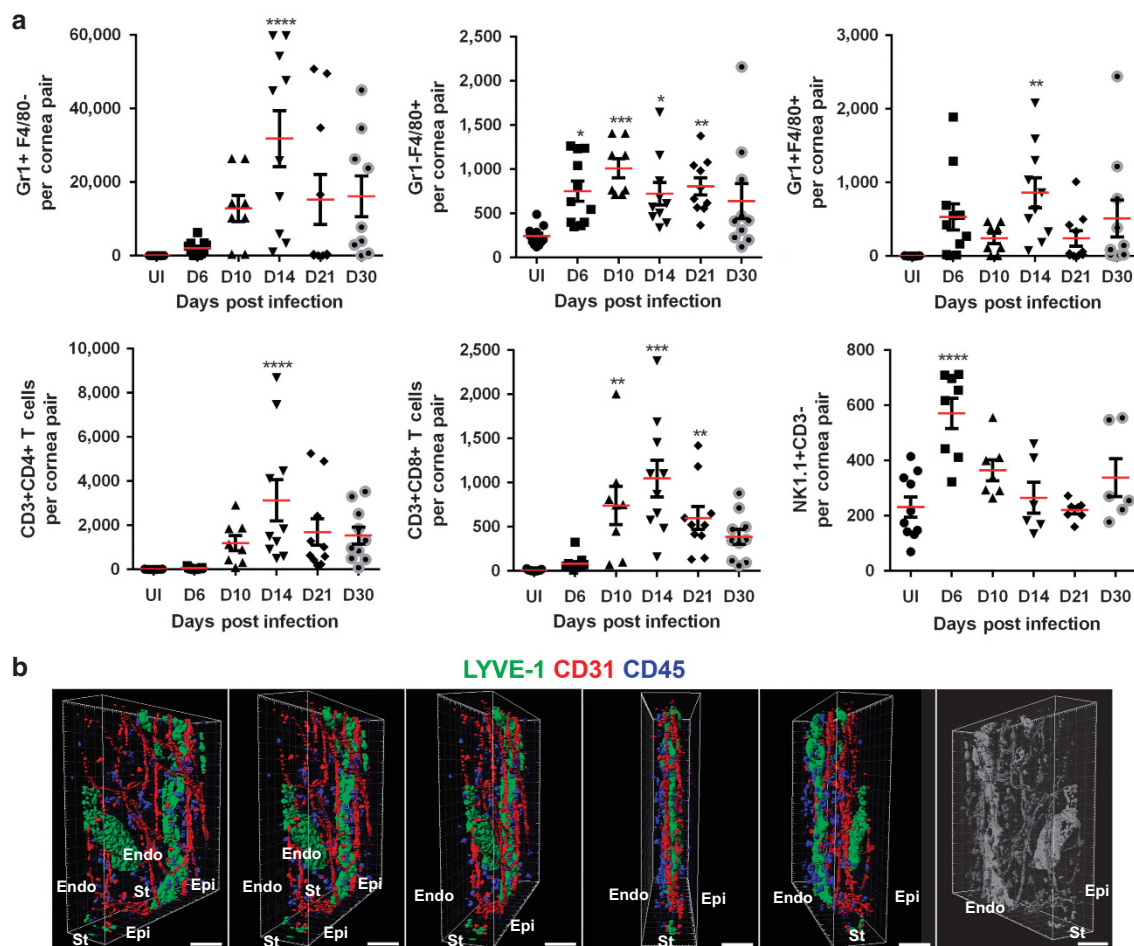 a
Gr1+ F4/80-
per cornea pair
60,000
40,000
20,000
0
****
UI D6 D10 D14 D21 D30
Days post infection
Gr1-F4/80+
per cornea pair
2,500
2,000
1,500
1,000
500
0
* *** * **
UI D6 D10 D14 D21 D30
Days post infection
Gr1+F4/80+
per cornea pair
3,000
2,000
1,000
0
**
UI D6 D10 D14 D21 D30
Days post infection
CD3+CD4+ T cells
per cornea pair
10,000
8,000
6,000
4,000
2,000
0
****
UI D6 D10 D14 D21 D30
Days post infection
CD3+CD8+ T cells
per cornea pair
2,500
2,000
1,500
1,000
500
0
** *** **
UI D6 D10 D14 D21 D30
Days post infection
NK1.1+CD3-
per cornea pair
800
600
400
200
0
****
UI D6 D10 D14 D21 D30
Days post infection
b
LYVE-1 CD31 CD45
Endo
Endo St Epi
St Epi
Endo
Endo St Epi
St Epi
Endo Epi
St
Endo Epi
Endo Epi
Endo St